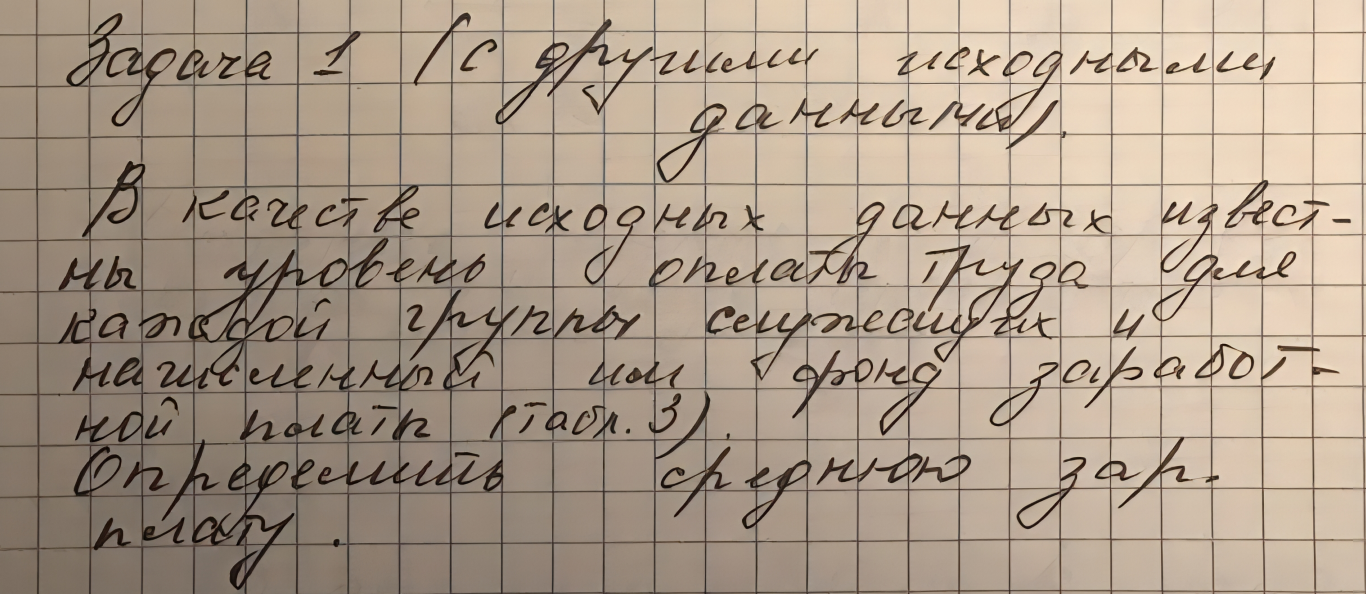 Задача 1 (с другими исходными
данными).
В качестве исходных данных извест-
ны уровень оплаты труда для
каждой группы служащих и
начисленный им фонд заработ-
ной платы (табл. 3).
Определить среднюю зар.
плату.